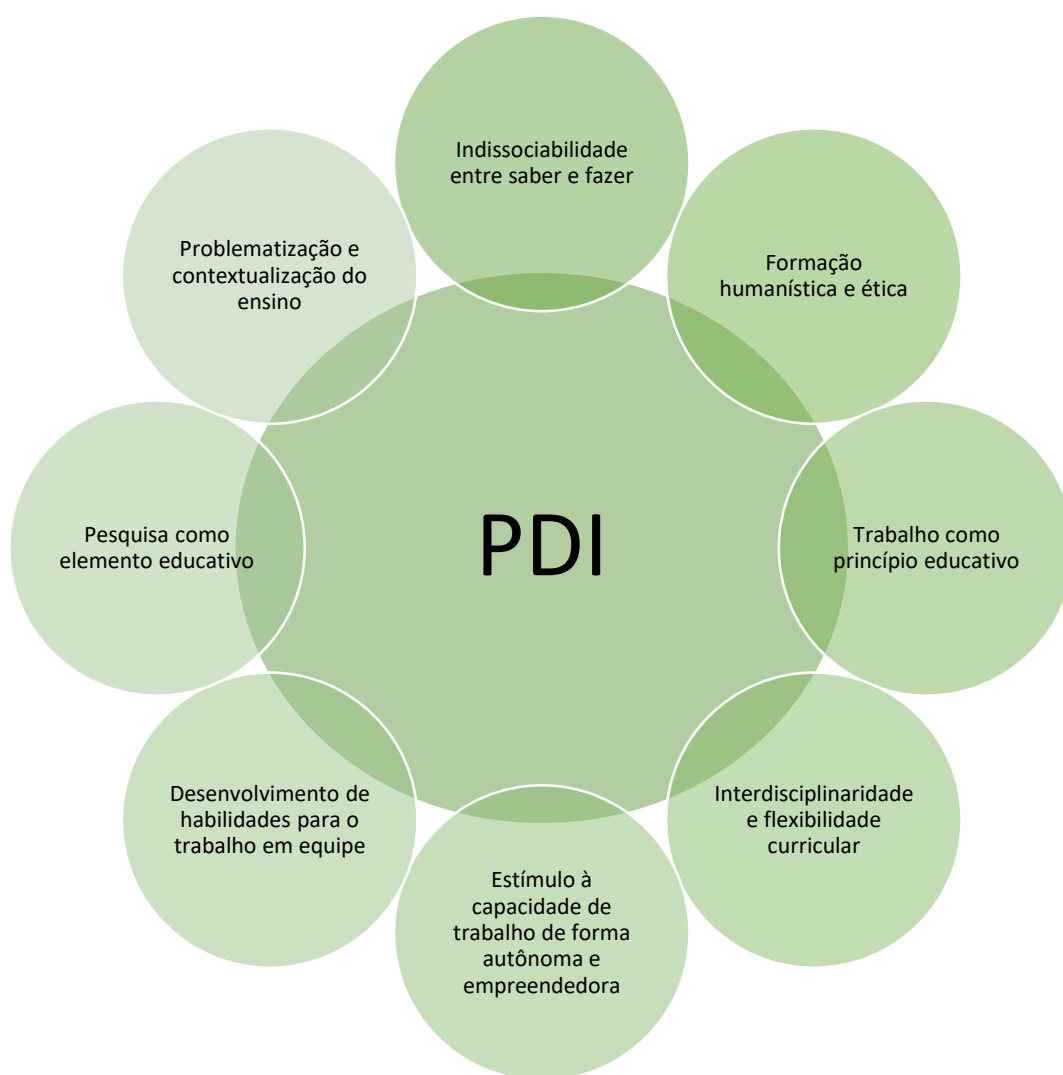 Indissociabilidade
entre saber e fazer
Formação
humanística e ética
Trabalho como
princípio educativo
Interdisciplinaridade
e flexibilidade
curricular
Estímulo à
capacidade de
trabalho de forma
autônoma e
empreendedora
Desenvolvimento de
habilidades para o
trabalho em equipe
Pesquisa como
elemento educativo
Problematização e
contextualização do
ensino
PDI